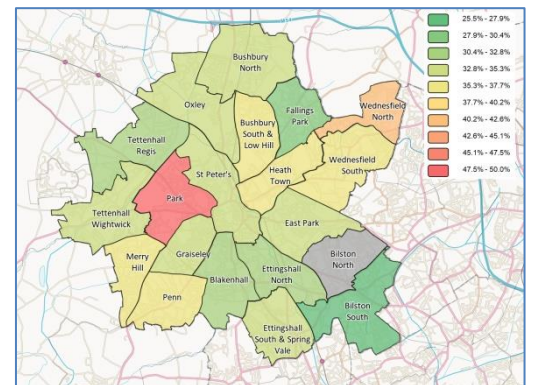 25.5% - 27.9%
27.9% - 30.4%
30.4% - 32.8%
32.8% - 35.3%
35.3% - 37.7%
37.7% - 40.2%
40.2% - 42.6%
42.6% - 45.1%
45.1% - 47.5%
47.5% - 50.0%
Bushbury
North
Oxley
Fallings
Park
Wednesfield
North
Bushbury
South &
Low Hill
Tettenhall
Regis
Wednesfield
South
St Peter's
Heath
Town
Park
Tettenhall
Wightwick
East Park
Merry
Hill
Graiseley
Bilston
North
Blakenhall
Ettingshall
North
Penn
Bilston
South
Ettingshall
South & Spring
Vale